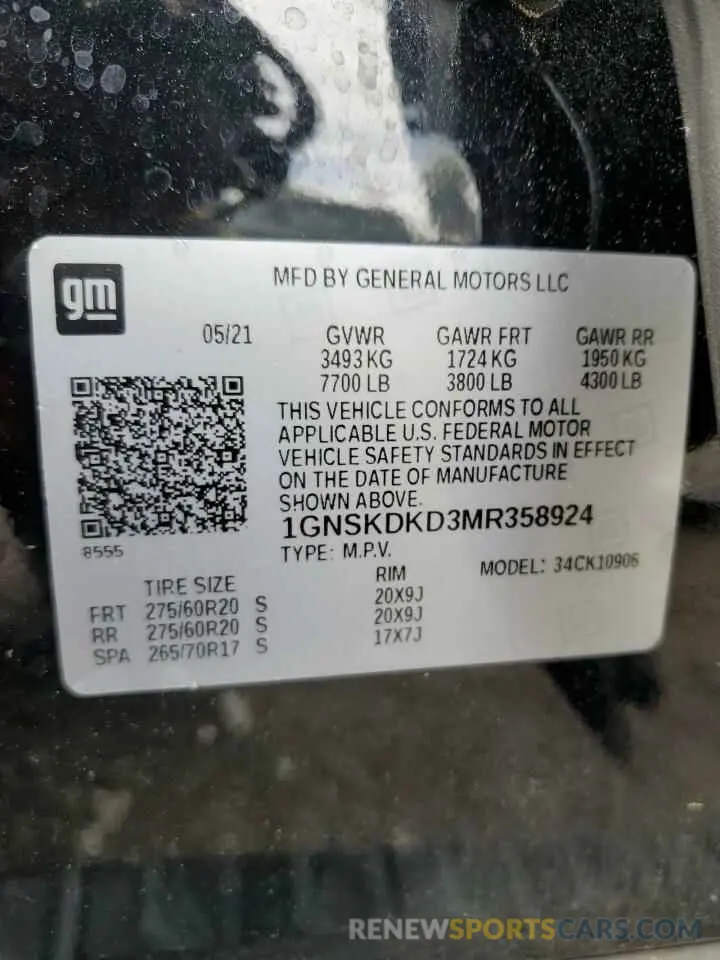 gm
MFD BY GENERAL MOTORS LLC
05/21 GVWR GAWR FRT GAWR RR
3493 KG 1724 KG 1950 KG
7700 LB 3800 LB 4300 LB
THIS VEHICLE CONFORMS TO ALL
APPLICABLE U.S. FEDERAL MOTOR
VEHICLE SAFETY STANDARDS IN EFFECT
ON THE DATE OF MANUFACTURE
SHOWN ABOVE.
1GNSKDKD3MR358924
8555
TYPE: M.P.V. MODEL: 34CK10906
TIRE SIZE RIM
FRT 275/60R20 S 20X9J
RR 275/60R20 S 20X9J
SPA 265/70R17 S 17X7J
RENEWSPORTSCARS.COM